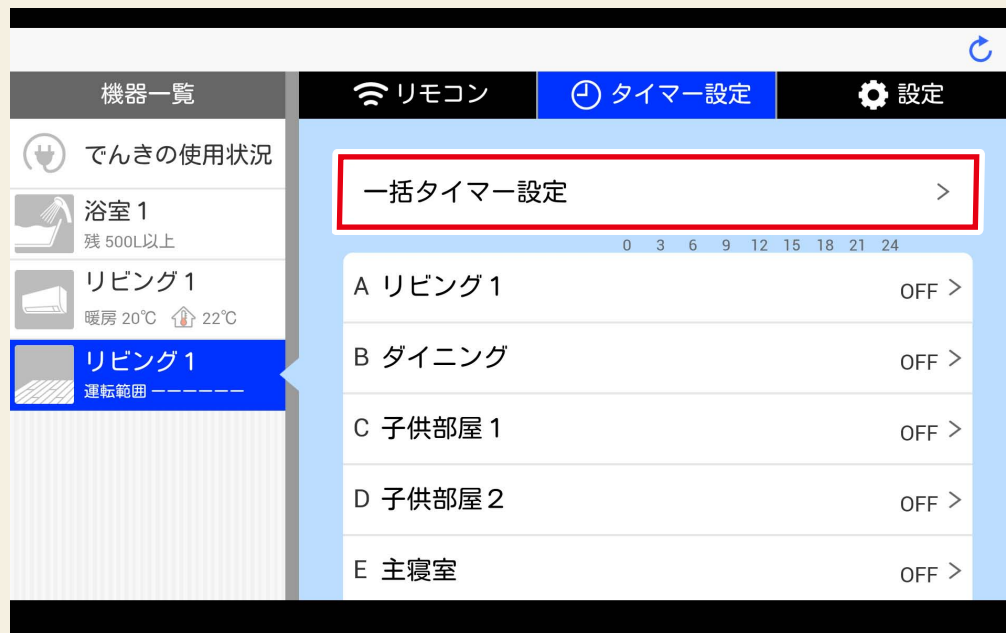 機器一覧
リモコン
タイマー設定
設定
でんきの使用状況
浴室1
残 500L以上
リビング1
暖房 20℃ 22℃
リビング1
運転範囲 ーーーーーー
一括タイマー設定 >
0 3 6 9 12 15 18 21 24
A リビング1 OFF >
B ダイニング OFF >
C 子供部屋1 OFF >
D 子供部屋2 OFF >
E 主寝室 OFF >